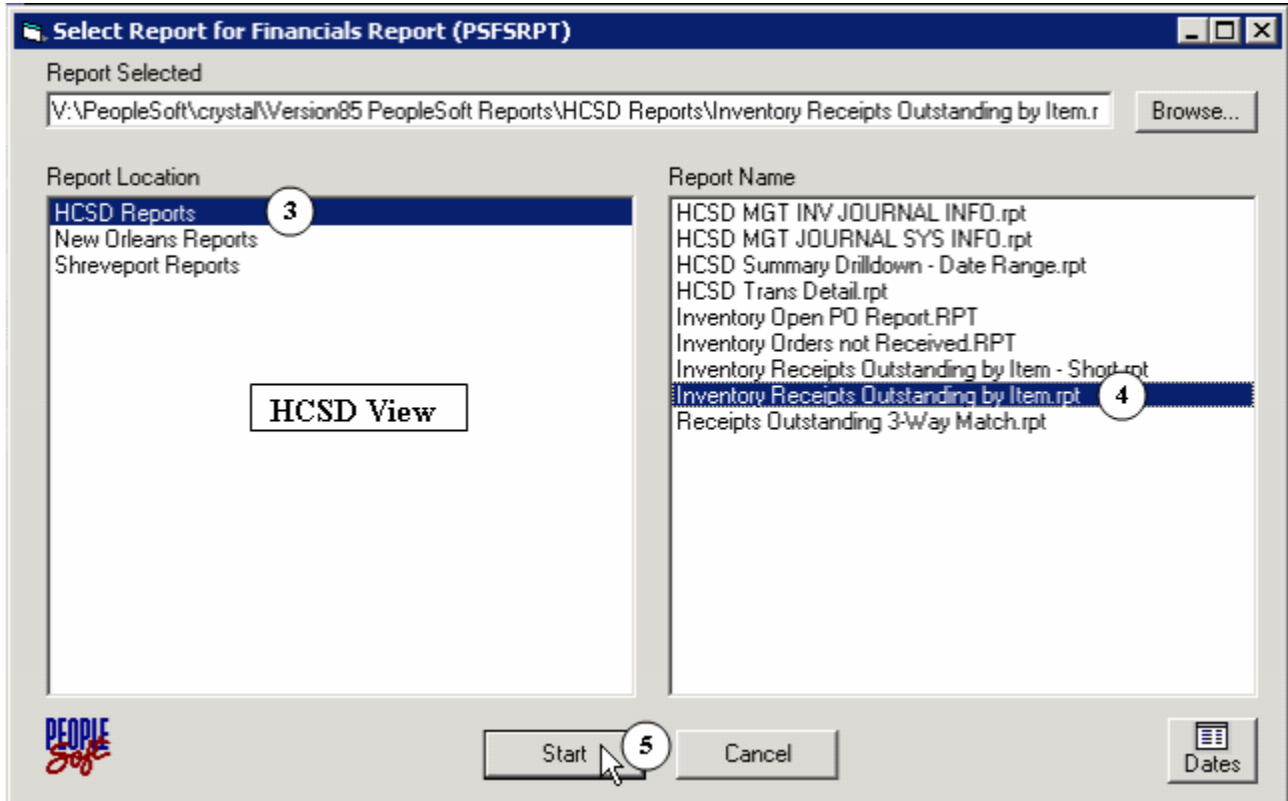 Select Report for Financials Report (PSFSRPT)
Report Selected
V:\PeopleSoft\crystal\Version85 PeopleSoft Reports\HCSD Reports\Inventory Receipts Outstanding by Item.r
Browse...
Report Location
HCSD Reports 3
New Orleans Reports
Shreveport Reports
HCSD View
Report Name
HCSD MGT INV JOURNAL INFO.rpt
HCSD MGT JOURNAL SYS INFO.rpt
HCSD Summary Drilldown - Date Range.rpt
HCSD Trans Detail.rpt
Inventory Open PO Report.RPT
Inventory Orders not Received.RPT
Inventory Receipts Outstanding by Item - Short.rpt
Inventory Receipts Outstanding by Item.rpt 4
Receipts Outstanding 3-Way Match.rpt
PEOPLE
Soft
Start 5
Cancel
Dates